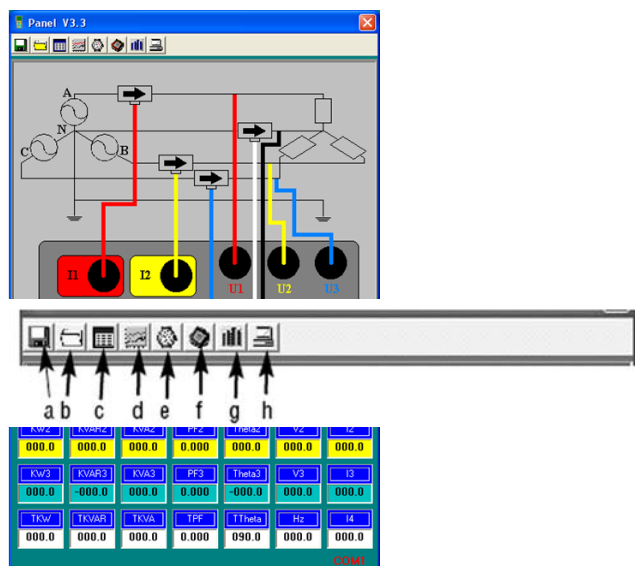 Panel V3.3
A
N
C
B
I1
I2
U1
U2
U3
a b c d e f g h
KW2 KVAR2 KVA2 PF2 Theta2 V2 I2
000.0 000.0 000.0 0.000 000.0 000.0 000.0
KW3 KVAR3 KVA3 PF3 Theta3 V3 I3
000.0 -000.0 000.0 0.000 -000.0 000.0 000.0
TKW TKVAR TKVA TPF TTheta Hz I4
000.0 000.0 000.0 0.000 090.0 000.0 000.0
COM1